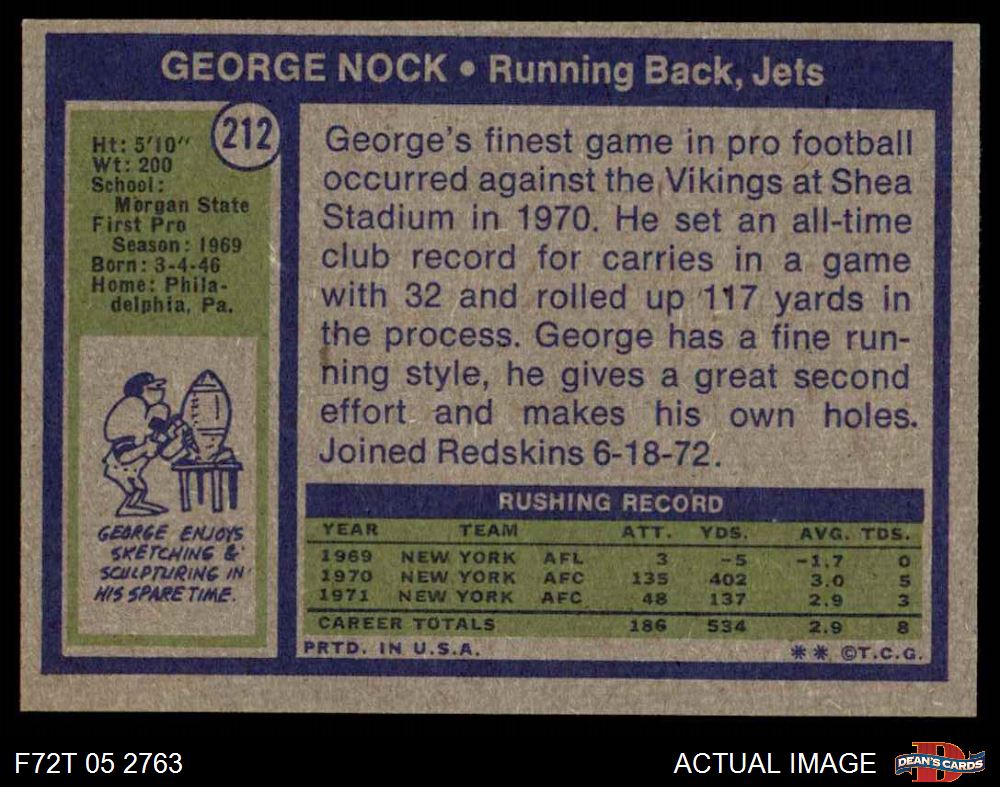 GEORGE NOCK • Running Back, Jets
212
Ht: 5'10"
Wt: 200
School:
Morgan State
First Pro
Season: 1969
Born: 3-4-46
Home: Phila-
delphia, Pa.
GEORGE ENJOYS
SKETCHING &
SCULPTURING IN
HIS SPARE TIME.
George's finest game in pro football
occurred against the Vikings at Shea
Stadium in 1970. He set an all-time
club record for carries in a game
with 32 and rolled up 117 yards in
the process. George has a fine run-
ning style, he gives a great second
effort and makes his own holes.
Joined Redskins 6-18-72.
RUSHING RECORD
YEAR TEAM ATT. YDS. AVG. TDS.
1969 NEW YORK AFL 3 -5 -1.7 0
1970 NEW YORK AFC 135 402 3.0 5
1971 NEW YORK AFC 48 137 2.9 3
CAREER TOTALS 186 534 2.9 8
PRTD. IN U.S.A. ** ©T.C.G.
F72T 05 2763
ACTUAL IMAGE
D
DEAN'S CARDS